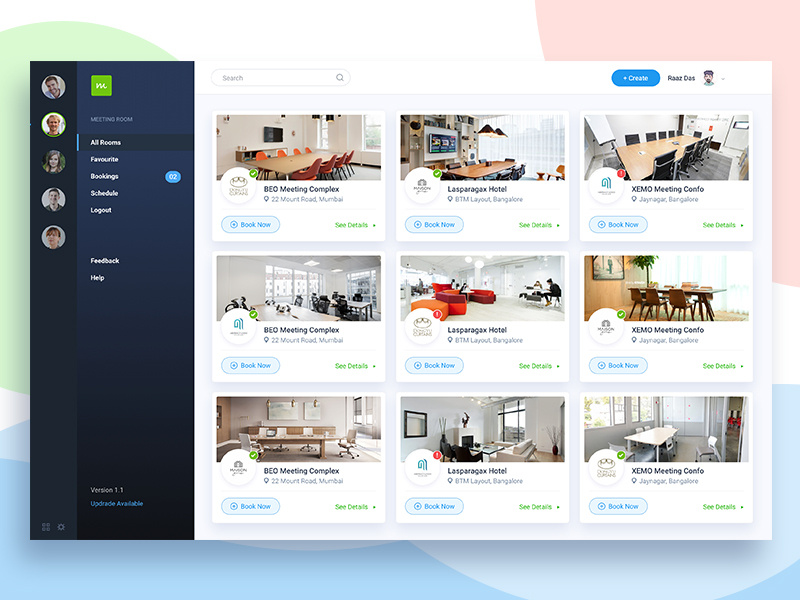 Search
+ Create
Raaz Das
MEETING ROOM
All Rooms
Favourite
Bookings
02
Schedule
Logout
Feedback
Help
Version 1.1
Updrade Available
BEO Meeting Complex
22 Mount Road, Mumbai
Book Now
See Details
Lasparagax Hotel
BTM Layout, Bangalore
Book Now
See Details
XEMO Meeting Confo
Jaynagar, Bangalore
Book Now
See Details
BEO Meeting Complex
22 Mount Road, Mumbai
Book Now
See Details
Lasparagax Hotel
BTM Layout, Bangalore
Book Now
See Details
MAISON
XEMO Meeting Confo
Jaynagar, Bangalore
Book Now
See Details
MAISON
BEO Meeting Complex
22 Mount Road, Mumbai
Book Now
See Details
Lasparagax Hotel
BTM Layout, Bangalore
Book Now
See Details
XEMO Meeting Confo
Jaynagar, Bangalore
Book Now
See Details